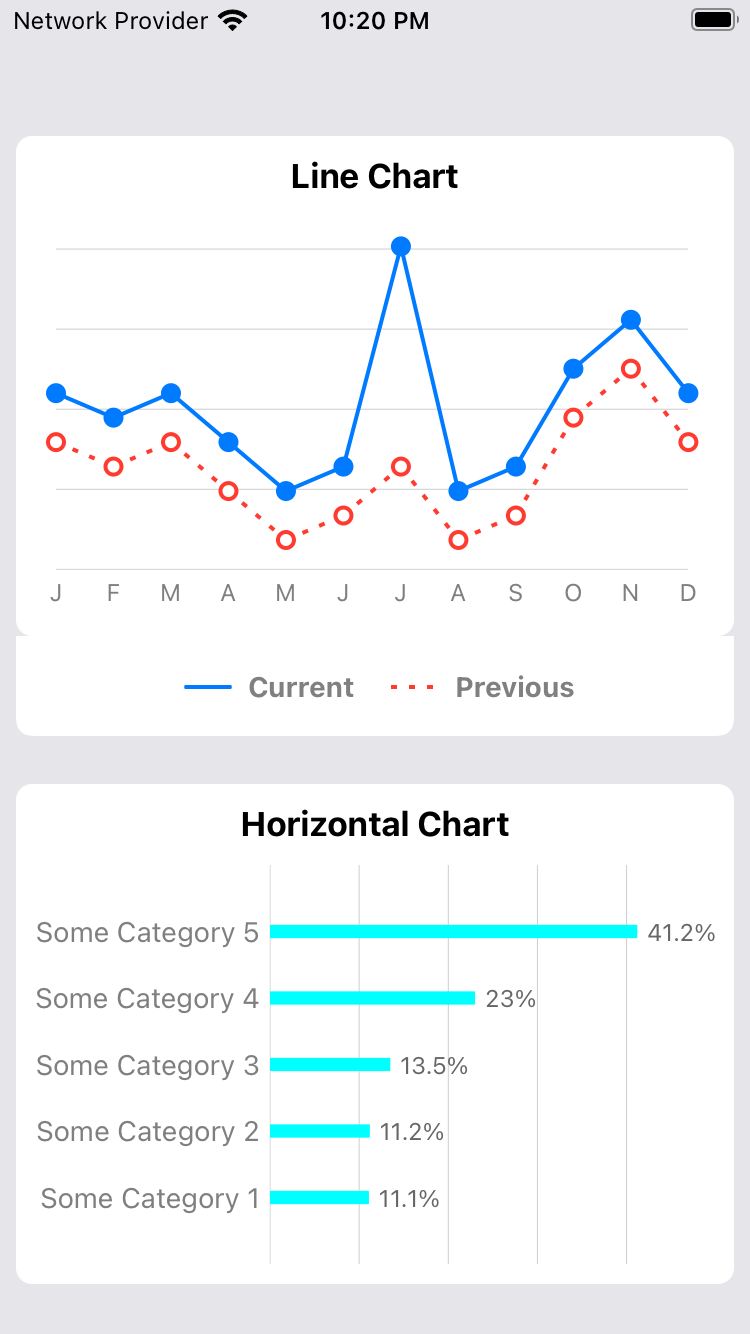 Network Provider 10:20 PM
Line Chart
J F M A M J J A S O N D
Current Previous
Horizontal Chart
Some Category 5 41.2%
Some Category 4 23%
Some Category 3 13.5%
Some Category 2 11.2%
Some Category 1 11.1%